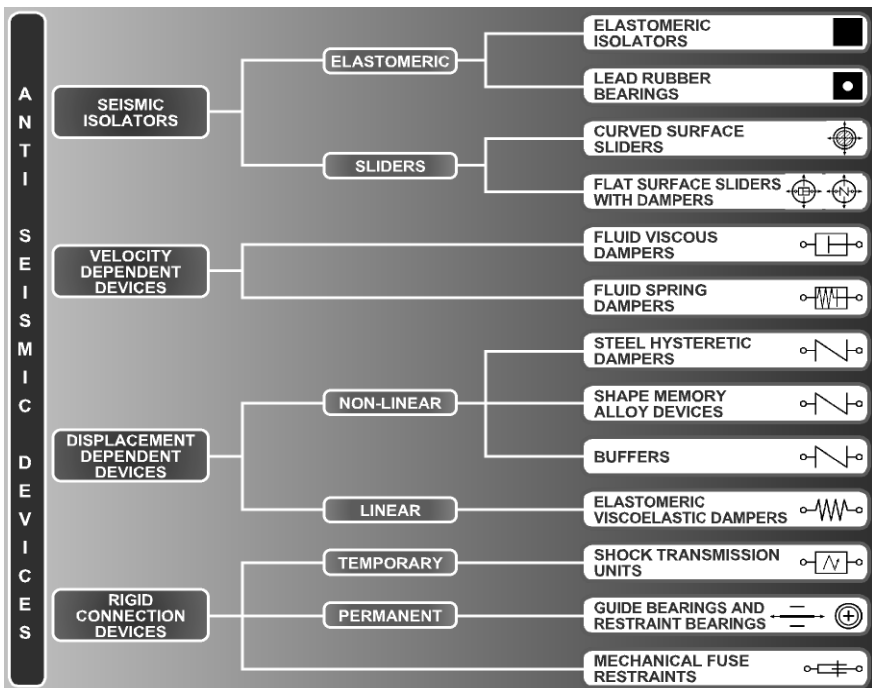 ANTI SEISMIC DEVICES
SEISMIC
ISOLATORS
ELASTOMERIC
ELASTOMERIC
ISOLATORS
LEAD RUBBER
BEARINGS
SLIDERS
CURVED SURFACE
SLIDERS
FLAT SURFACE SLIDERS
WITH DAMPERS
VELOCITY
DEPENDENT
DEVICES
FLUID VISCOUS
DAMPERS
FLUID SPRING
DAMPERS
DISPLACEMENT
DEPENDENT
DEVICES
NON-LINEAR
STEEL HYSTERETIC
DAMPERS
SHAPE MEMORY
ALLOY DEVICES
BUFFERS
LINEAR
ELASTOMERIC
VISCOELASTIC DAMPERS
RIGID
CONNECTION
DEVICES
TEMPORARY
SHOCK TRANSMISSION
UNITS
PERMANENT
GUIDE BEARINGS AND
RESTRAINT BEARINGS
MECHANICAL FUSE
RESTRAINTS